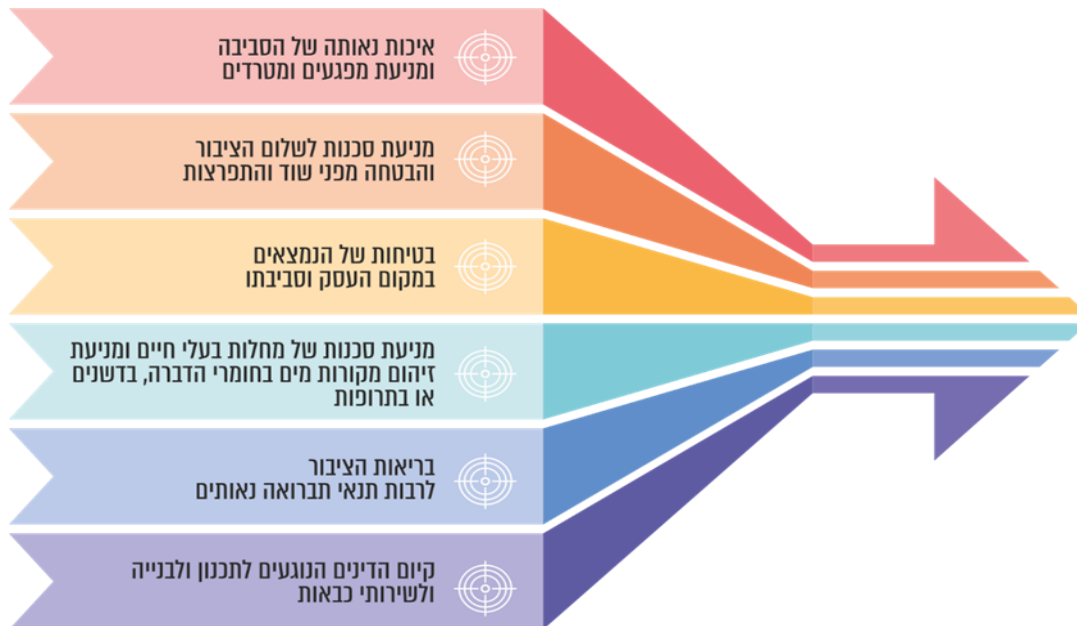 איכות נאותה של הסביבה
ומניעת מפגעים ומטרדים
מניעת סכנות לשלום הציבור
והבטחה מפני שוד והתפרצות
בטיחות של הנמצאים
במקום העסק וסביבתו
מניעת סכנות של מחלות בעלי חיים ומניעת
זיהום מקורות מים בחומרי הדברה, בדשנים
או בתרופות
בריאות הציבור
לרבות תנאי תברואה נאותים
קיום הדינים הנוגעים לתכנון ולבנייה
ולשירותי כבאות